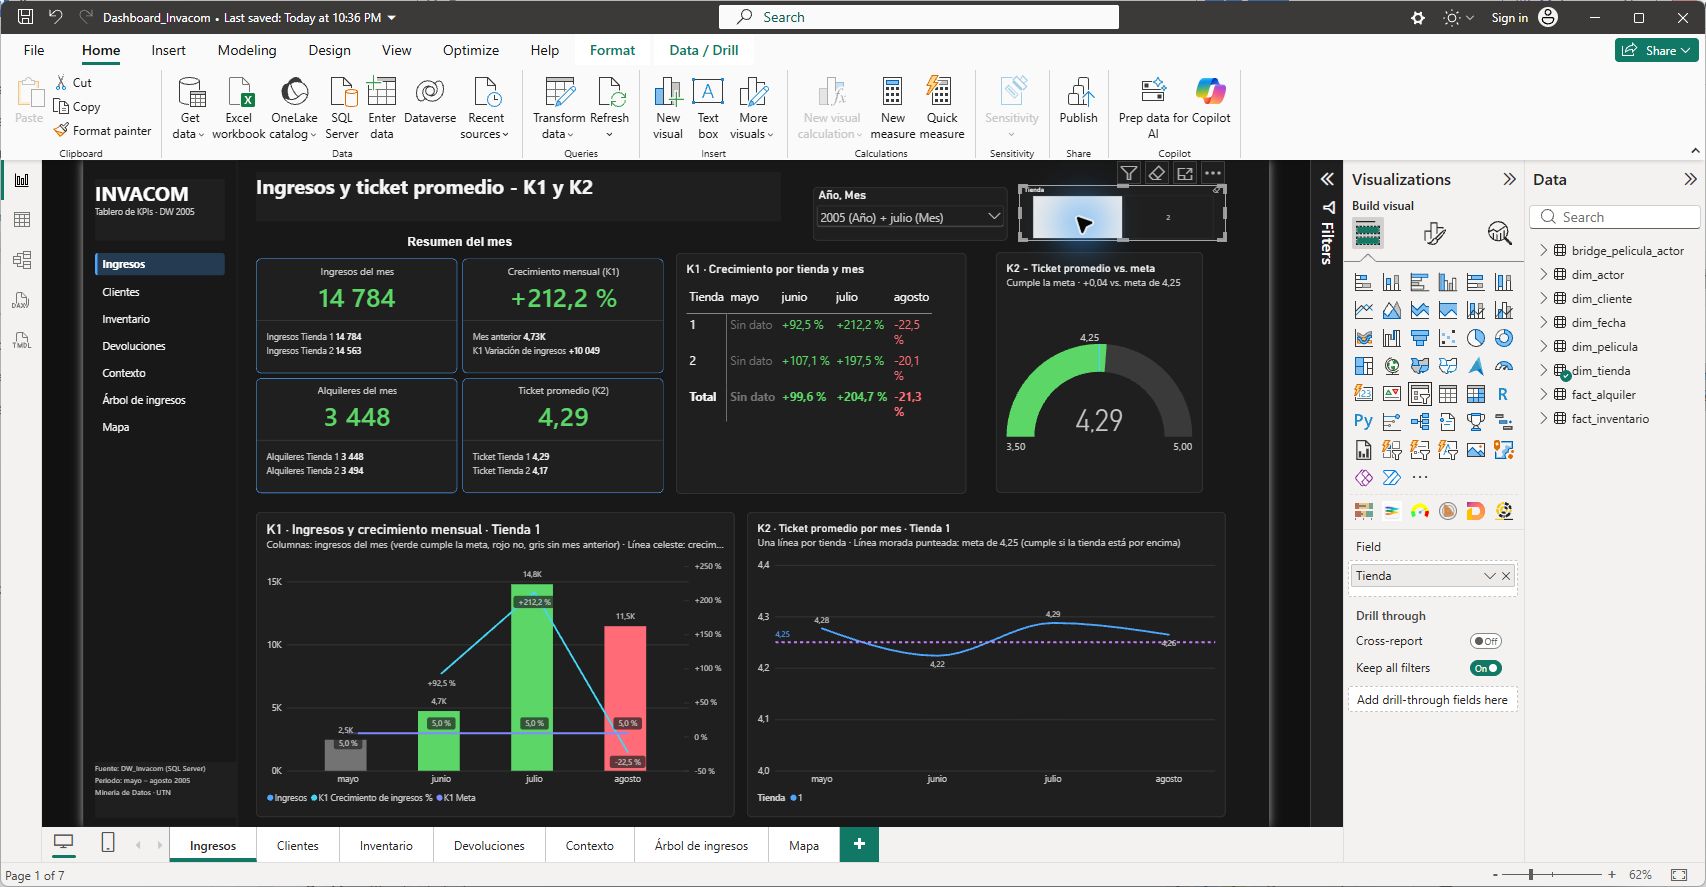 Dashboard_Invacom • Last saved: Today at 10:36 PM
Search
Sign in
File
Home
Insert
Modeling
Design
View
Optimize
Help
Format
Data / Drill
Share
Paste
Cut
Copy
Format painter
Clipboard
Get data
Excel workbook
OneLake catalog
SQL Server
Enter data
Dataverse
Recent sources
Data
Transform data
Refresh
Queries
New visual
Text box
More visuals
Insert
New visual calculation
New measure
Quick measure
Calculations
Sensitivity
Sensitivity
Publish
Share
Prep data for AI
Copilot
Copilot
INVACOM
Tablero de KPIs · DW 2005
Ingresos
Clientes
Inventario
Devoluciones
Contexto
Árbol de ingresos
Mapa
Fuente: DW_Invacom (SQL Server)
Periodo: mayo – agosto 2005
Minería de Datos · UTN
Ingresos y ticket promedio - K1 y K2
Año, Mes
2005 (Año) + julio (Mes)
Tienda
2
Resumen del mes
Ingresos del mes
14 784
Ingresos Tienda 1 14 784
Ingresos Tienda 2 14 563
Crecimiento mensual (K1)
+212,2 %
Mes anterior 4,73K
K1 Variación de ingresos +10 049
Alquileres del mes
3 448
Alquileres Tienda 1 3 448
Alquileres Tienda 2 3 494
Ticket promedio (K2)
4,29
Ticket Tienda 1 4,29
Ticket Tienda 2 4,17
K1 · Crecimiento por tienda y mes
Tienda mayo junio julio agosto
1 Sin dato +92,5 % +212,2 % -22,5 %
2 Sin dato +107,1 % +197,5 % -20,1 %
Total Sin dato +99,6 % +204,7 % -21,3 %
K2 - Ticket promedio vs. meta
Cumple la meta · +0,04 vs. meta de 4,25
4,25
4,29
3,50
5,00
K1 · Ingresos y crecimiento mensual · Tienda 1
Columnas: ingresos del mes (verde cumple la meta, rojo no, gris sin mes anterior) · Línea celeste: crecim...
15K
10K
5K
0K
+250 %
+200 %
+150 %
+100 %
+50 %
0 %
-50 %
2,5K
5,0 %
+92,5 %
4,7K
5,0 %
14,8K
+212,2 %
5,0 %
11,5K
5,0 %
-22,5 %
mayo
junio
julio
agosto
Ingresos
K1 Crecimiento de ingresos %
K1 Meta
K2 · Ticket promedio por mes · Tienda 1
Una línea por tienda · Línea morada punteada: meta de 4,25 (cumple si la tienda está por encima)
4,4
4,3
4,2
4,1
4,0
4,25
4,28
4,22
4,29
4,26
mayo
junio
julio
agosto
Tienda 1
Filters
Visualizations
Build visual
Field
Tienda
Drill through
Cross-report
Off
Keep all filters
On
Add drill-through fields here
Data
Search
bridge_pelicula_actor
dim_actor
dim_cliente
dim_fecha
dim_pelicula
dim_tienda
fact_alquiler
fact_inventario
DAX
TMDL
123
R
Py
Ingresos
Clientes
Inventario
Devoluciones
Contexto
Árbol de ingresos
Mapa
Page 1 of 7
62%